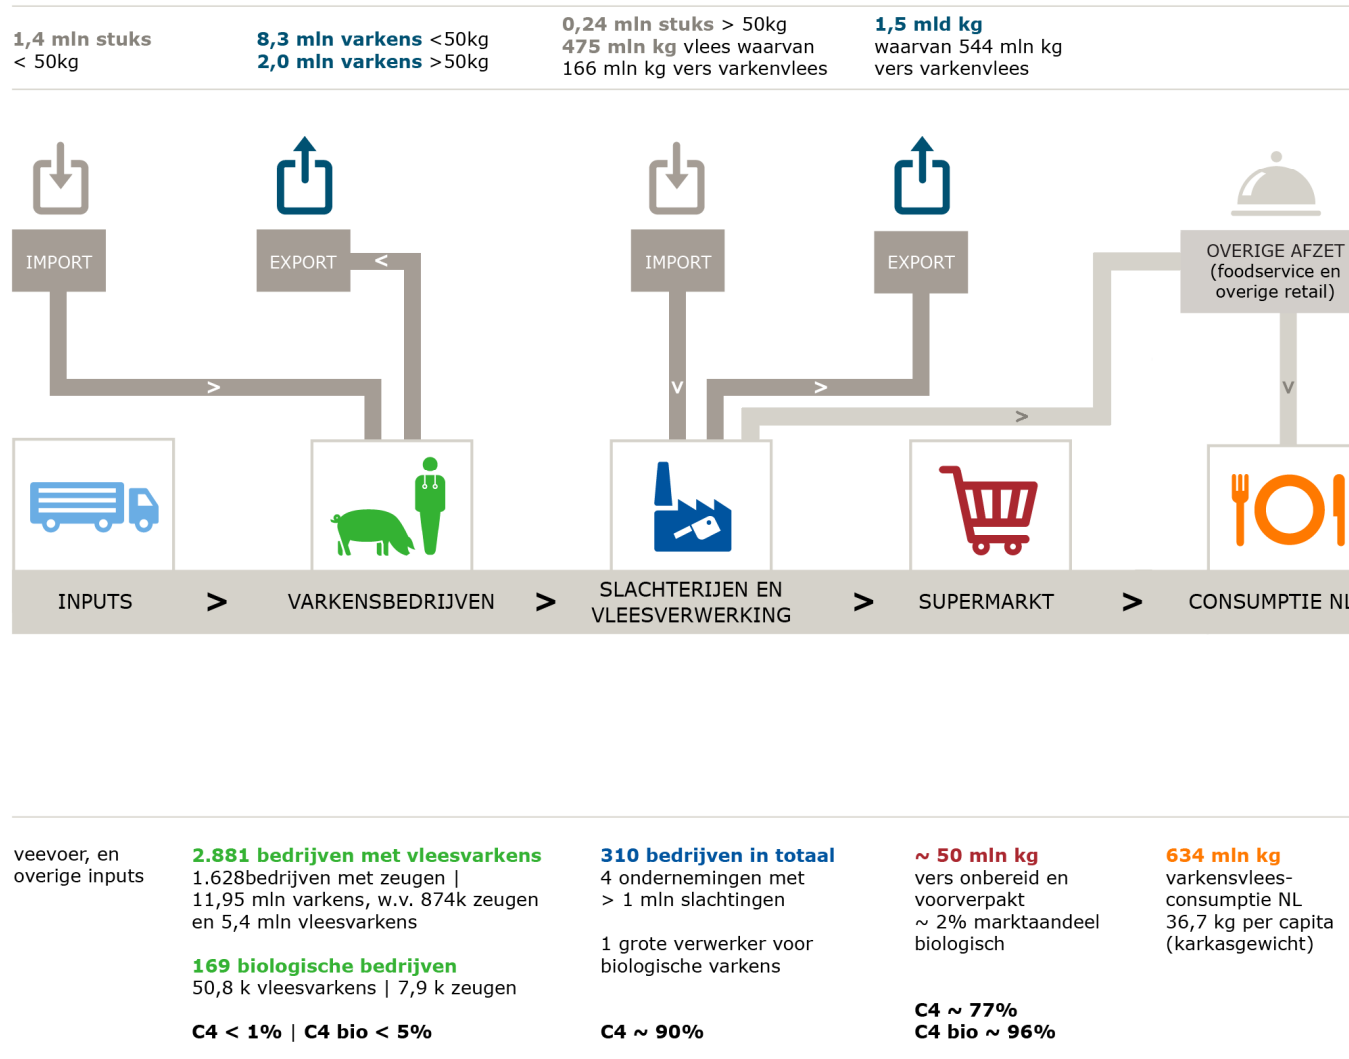 1,4 mln stuks
< 50kg
8,3 mln varkens <50kg
2,0 mln varkens >50kg
0,24 mln stuks > 50kg
475 mln kg vlees waarvan
166 mln kg vers varkenvlees
1,5 mld kg
waarvan 544 mln kg
vers varkenvlees
IMPORT
EXPORT
<
IMPORT
EXPORT
OVERIGE AFZET
(foodservice en
overige retail)
>
>
>
>
>
INPUTS
>
VARKENSBEDRIJVEN
>
SLACHTERIJEN EN
VLEESVERWERKING
>
SUPERMARKT
>
CONSUMPTIE NL
veevoer, en
overige inputs
2.881 bedrijven met vleesvarkens
1.628bedrijven met zeugen |
11,95 mln varkens, w.v. 874k zeugen
en 5,4 mln vleesvarkens
169 biologische bedrijven
50,8 k vleesvarkens | 7,9 k zeugen
C4 < 1% | C4 bio < 5%
310 bedrijven in totaal
4 ondernemingen met
> 1 mln slachtingen
1 grote verwerker voor
biologische varkens
C4 ~ 90%
~ 50 mln kg
vers onbereid en
voorverpakt
~ 2% marktaandeel
biologisch
C4 ~ 77%
C4 bio ~ 96%
634 mln kg
varkensvlees-
consumptie NL
36,7 kg per capita
(karkasgewicht)